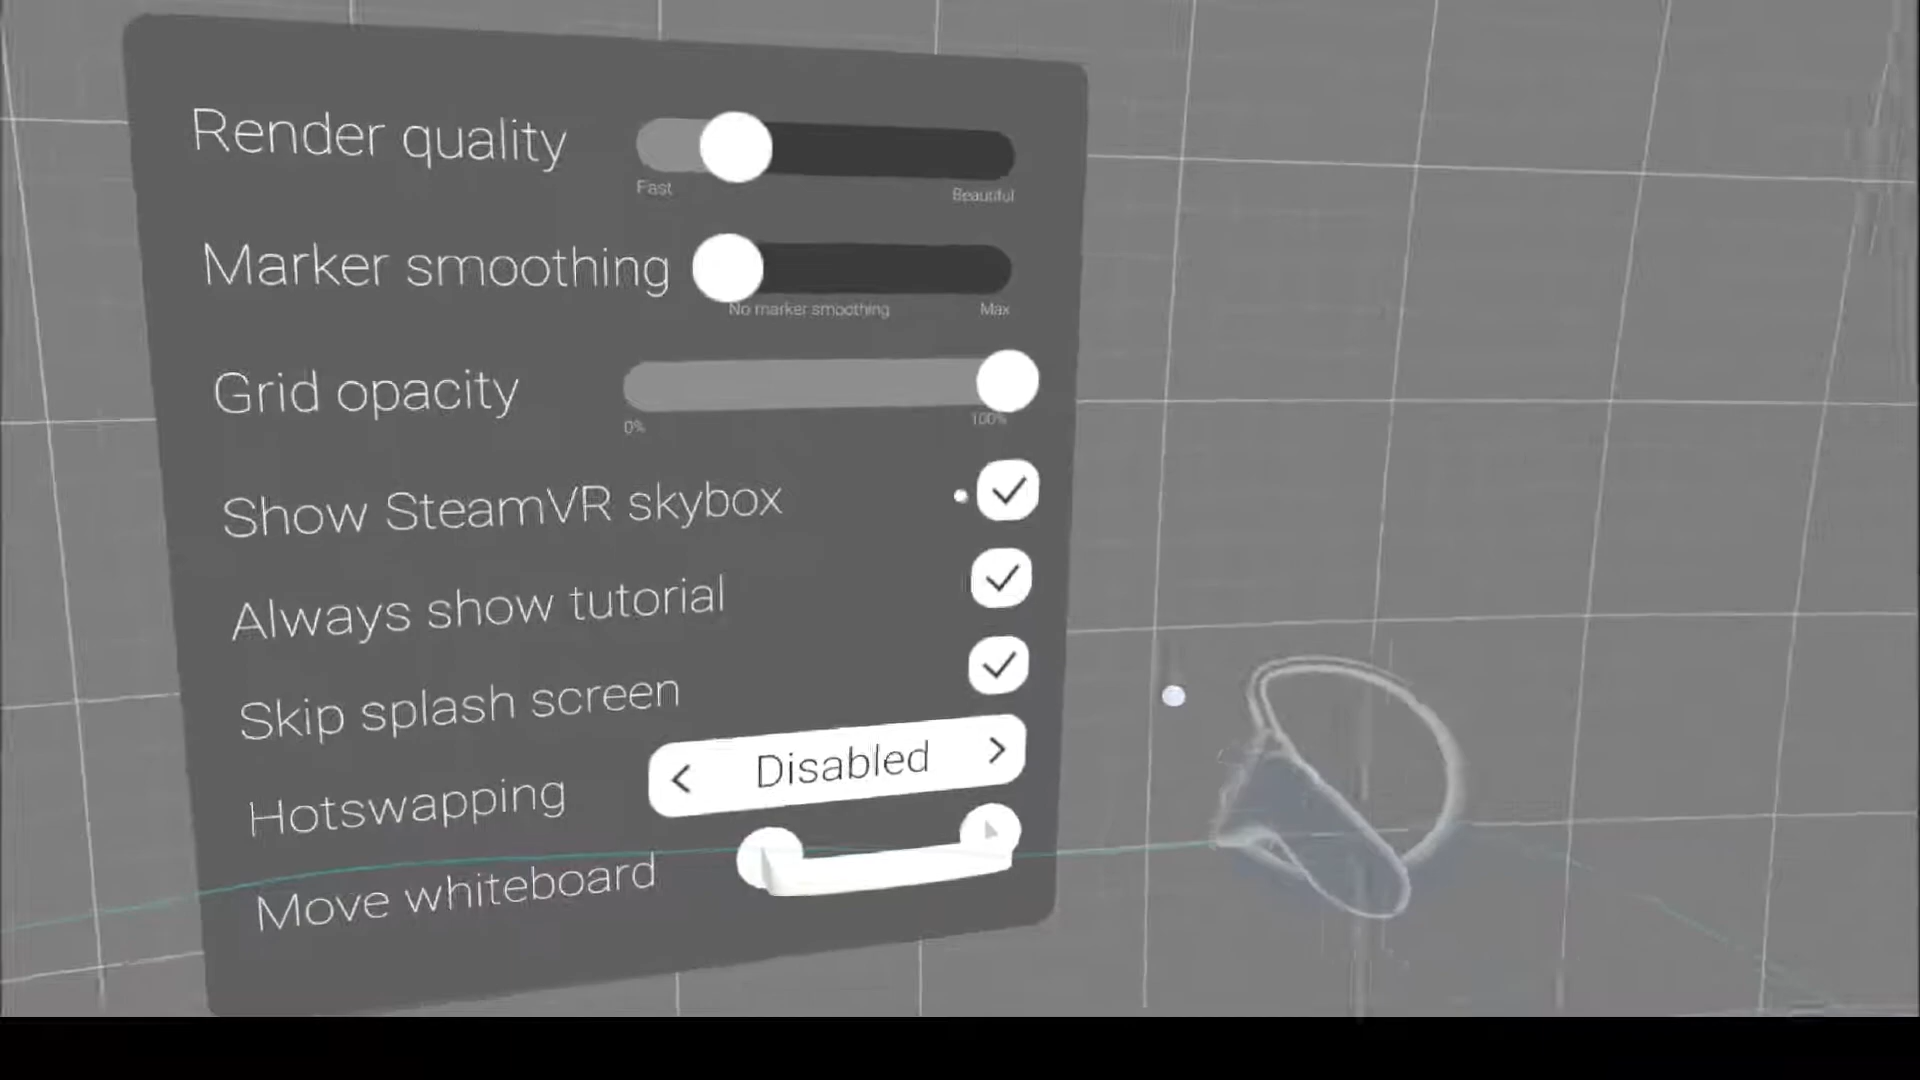 Render quality
Fast Beautiful
Marker smoothing
No marker smoothing Max
Grid opacity
0% 100%
Show SteamVR skybox
Always show tutorial
Skip splash screen
Hotswapping < Disabled >
Move whiteboard